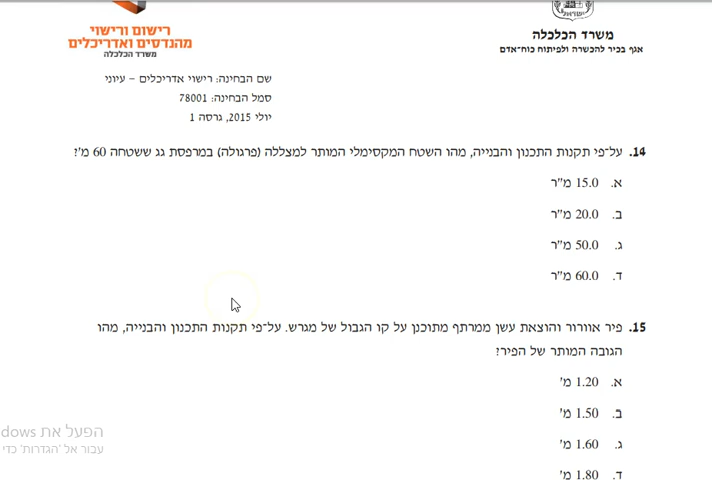 רישום ורישוי
מהנדסים ואדריכלים
משרד הכלכלה
ישראל
משרד הכלכלה
אגף בכיר להכשרה ולפיתוח כוח־אדם
שם הבחינה: רישוי אדריכלים – עיוני
סמל הבחינה: 78001
יולי 2015, גרסה 1
14. על־פי תקנות התכנון והבנייה, מהו השטח המקסימלי המותר למצללה (פרגולה) במרפסת גג ששטחה 60 מ'?
א. 15.0 מ"ר
ב. 20.0 מ"ר
ג. 50.0 מ"ר
ד. 60.0 מ"ר
15. פיר אוורור והוצאת עשן ממרתף מתוכנן על קו הגבול של מגרש. על־פי תקנות התכנון והבנייה, מהו
הגובה המותר של הפיר?
א. 1.20 מ'
ב. 1.50 מ'
ג. 1.60 מ'
ד. 1.80 מ'
הפעל את dows
עבור אל 'הגדרות' כדי